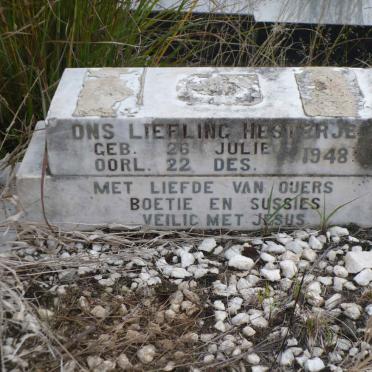 ONS LIEFLING HESTERJE
GEB. 26 JULIE 1948
OORL. 22 DES.
MET LIEFDE VAN OUERS
BOETIE EN SUSSIES
VEILIG MET JESUS